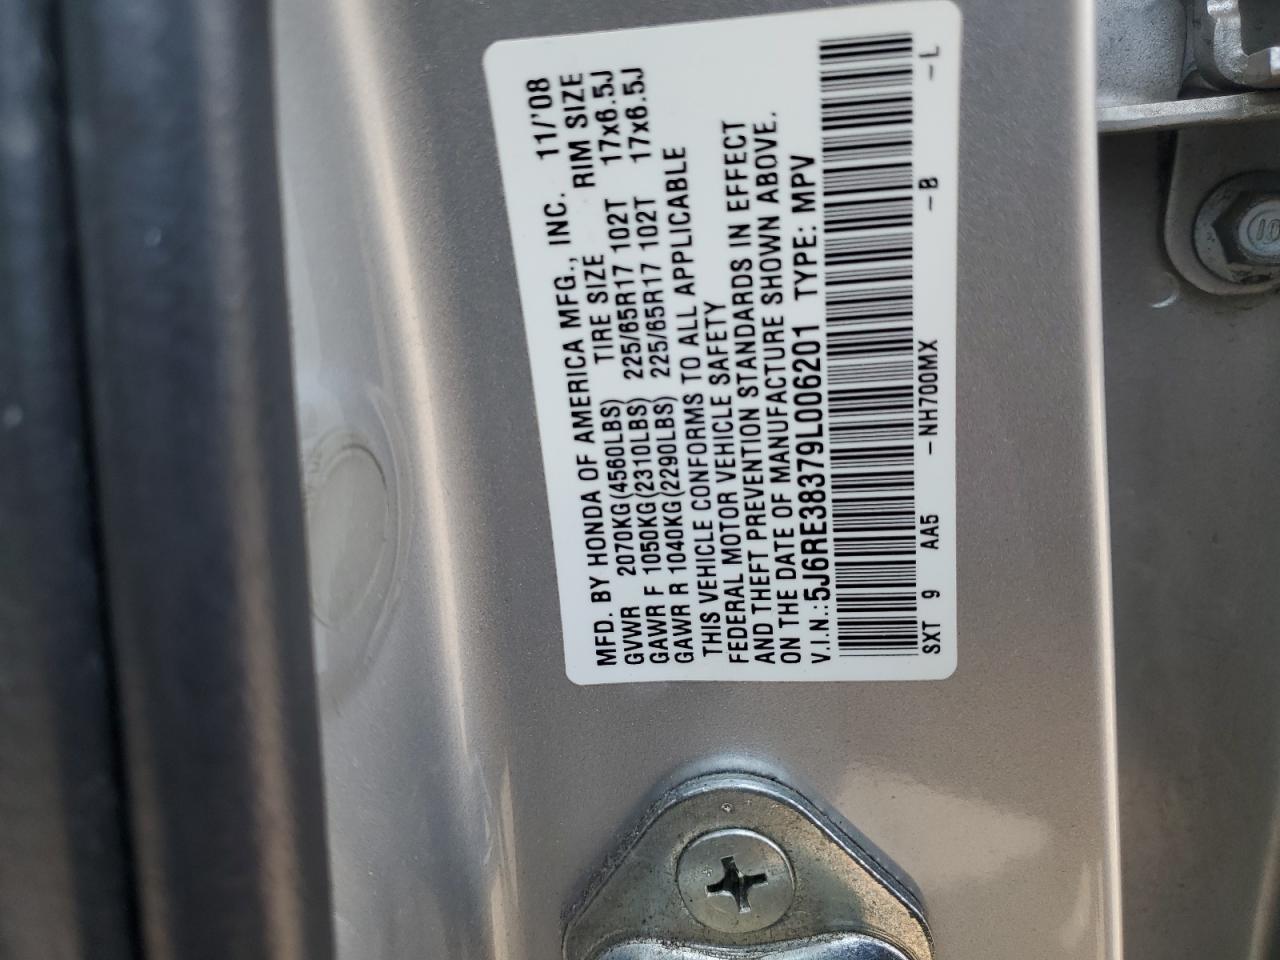 MFD. BY HONDA OF AMERICA MFG., INC. 11/'08
GVWR 2070KG(4560LBS) TIRE SIZE RIM SIZE
GAWR F 1050KG(2310LBS) 225/65R17 102T 17x6.5J
GAWR R 1040KG(2290LBS) 225/65R17 102T 17x6.5J
THIS VEHICLE CONFORMS TO ALL APPLICABLE
FEDERAL MOTOR VEHICLE SAFETY
AND THEFT PREVENTION STANDARDS IN EFFECT
ON THE DATE OF MANUFACTURE SHOWN ABOVE.
V.I.N.: 5J6RE38379L006201 TYPE: MPV
SXT 9 AA5 -NH700MX -B -L
10